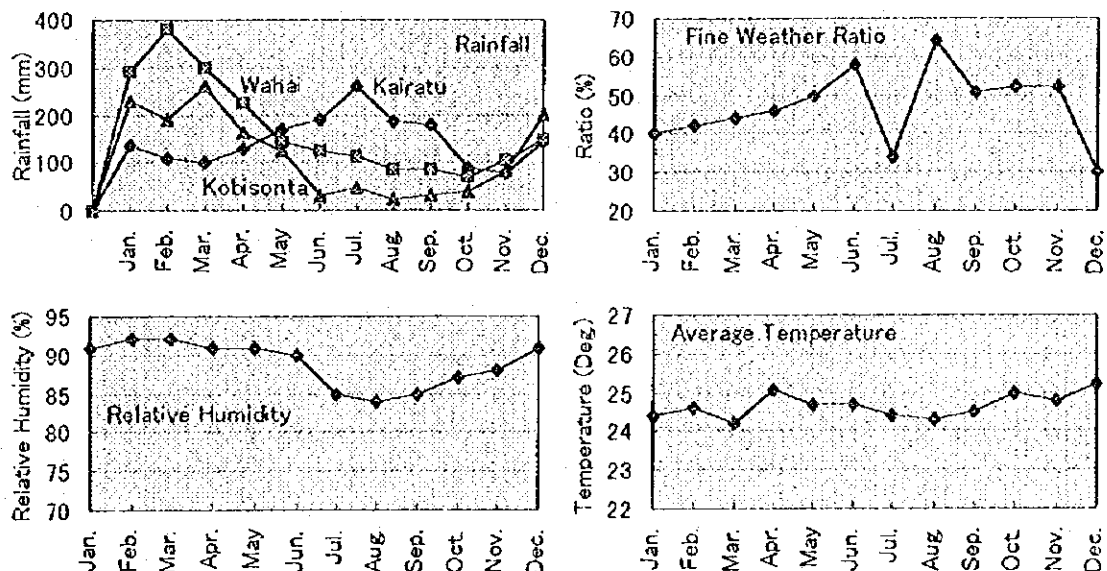 Rainfall (mm)
400
300
200
100
0
Rainfall
Wahai
Kairatu
Kobisonta
Jan.
Feb.
Mar.
Apr.
May
Jun.
Jul.
Aug.
Sep.
Oct.
Nov.
Dec.
Ratio (%)
70
60
50
40
30
20
Fine Weather Ratio
Jan.
Feb.
Mar.
Apr.
May
Jun.
Jul.
Aug.
Sep.
Oct.
Nov.
Dec.
Relative Humidity (%)
95
90
85
80
75
70
Relative Humidity
Jan.
Feb.
Mar.
Apr.
May
Jun.
Jul.
Aug.
Sep.
Oct.
Nov.
Dec.
Temperature (Deg)
27
26
25
24
23
22
Average Temperature
Jan.
Feb.
Mar.
Apr.
May
Jun.
Jul.
Aug.
Sep.
Oct.
Nov.
Dec.